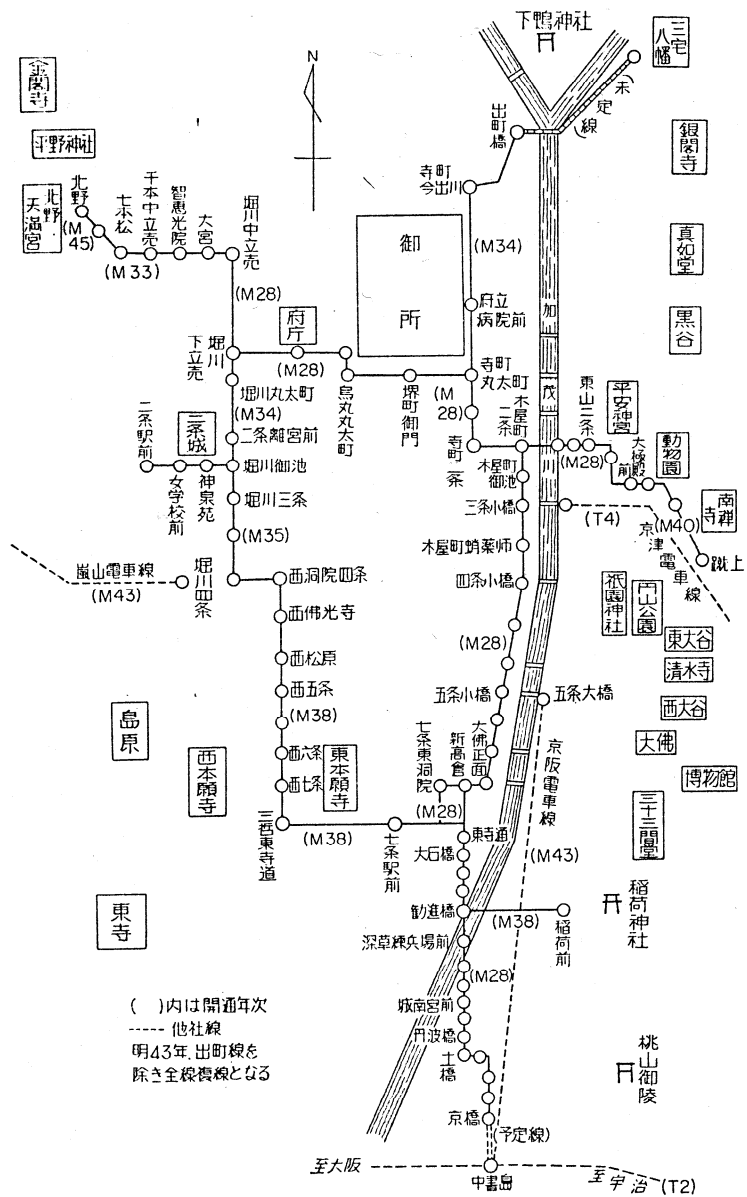 下鴨神社
三宅八幡
(未定線)
N
金閣寺
平野神社
北野天満宮
北野
(M45)
七本松
(M33)
千本中立売
智恵光院
大宮
堀川中立売
(M28)
出町橋
寺町今出川
御所
(M34)
府立病院前
加茂川
銀閣寺
真如堂
黒谷
府庁
堀川下立売
(M28)
烏丸丸太町
堺町御門
寺町丸太町
(M28)
堀川丸太町
(M34)
二条離宮前
二条城
二条駅前
女学校前
神泉苑
堀川御池
堀川三条
(M35)
寺町二条
木屋町二条
東山二条
(M28)
平安神宮
大極殿前
動物園
南禅寺
(M40)
蹴上
木屋町御池
三条小橋
(T4)
京津電車線
木屋町蛸薬師
四条小橋
嵐山電車線
(M43)
堀川四条
西洞院四条
西佛光寺
西松原
西五条
(M38)
西六条
西七条
祇園神社
円山公園
東大谷
清水寺
西大谷
大佛
博物館
三十三間堂
(M28)
五条小橋
五条大橋
島原
西本願寺
東本願寺
七条東洞院
新高倉
大佛正面
京阪電車線
(M43)
(M28)
三哲東寺道
(M38)
七条駅前
東寺通
大石橋
東寺
勧進橋
(M38)
稲荷前
稲荷神社
深草練兵場前
(M28)
城南宮前
丹波橋
土橋
桃山御陵
京橋
(予定線)
中書島
至大阪
至宇治
(T2)
( )内は開通年次
----- 他社線
明43年、出町線を
除き全線複線となる